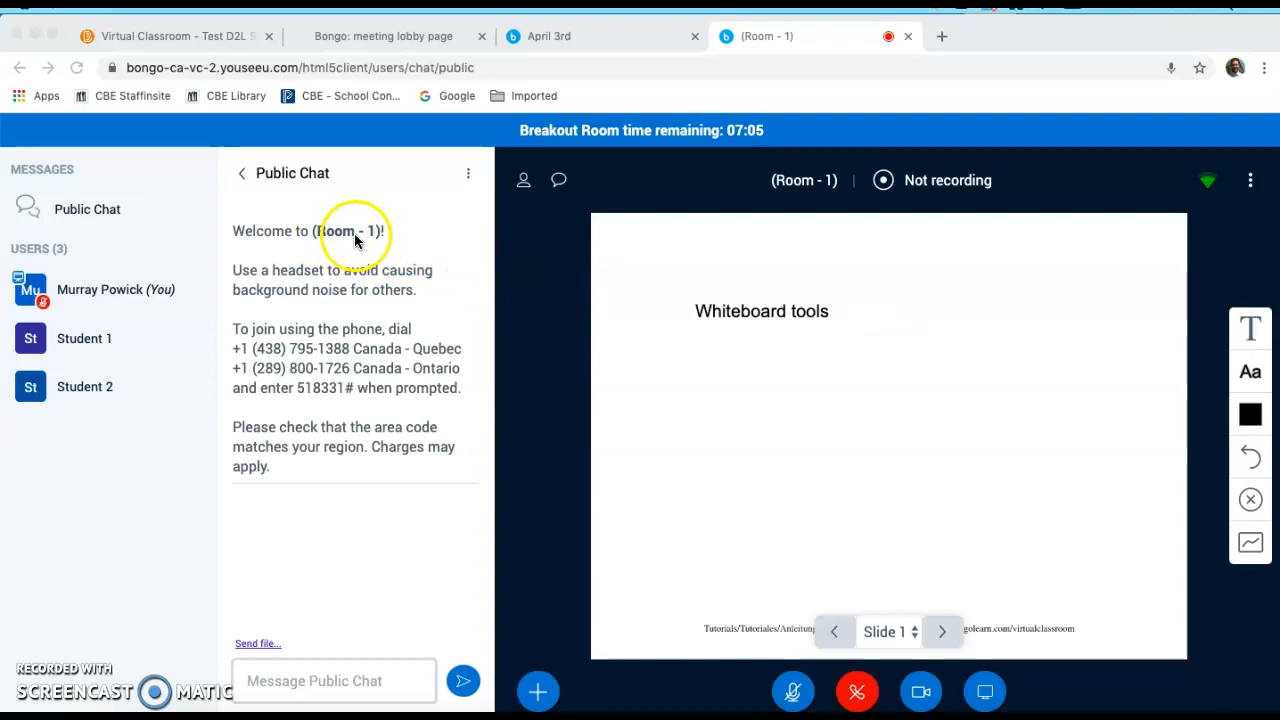 Virtual Classroom - Test D2L S
Bongo: meeting lobby page
April 3rd
(Room - 1)
bongo-ca-vc-2.youseeu.com/html5client/users/chat/public
Apps
CBE Staffinsite
CBE Library
CBE - School Con...
Google
Imported
Breakout Room time remaining: 07:05
MESSAGES
Public Chat
USERS (3)
Mu
Murray Powick (You)
St
Student 1
St
Student 2
Public Chat
Welcome to (Room - 1)!
Use a headset to avoid causing
background noise for others.
To join using the phone, dial
+1 (438) 795-1388 Canada - Quebec
+1 (289) 800-1726 Canada - Ontario
and enter 518331# when prompted.
Please check that the area code
matches your region. Charges may
apply.
Send file...
Message Public Chat
(Room - 1)
Not recording
Whiteboard tools
Tutorials/Tutoriales/Anleitung
golearn.com/virtualclassroom
Slide 1
T
Aa
RECORDED WITH
SCREENCAST MATIC